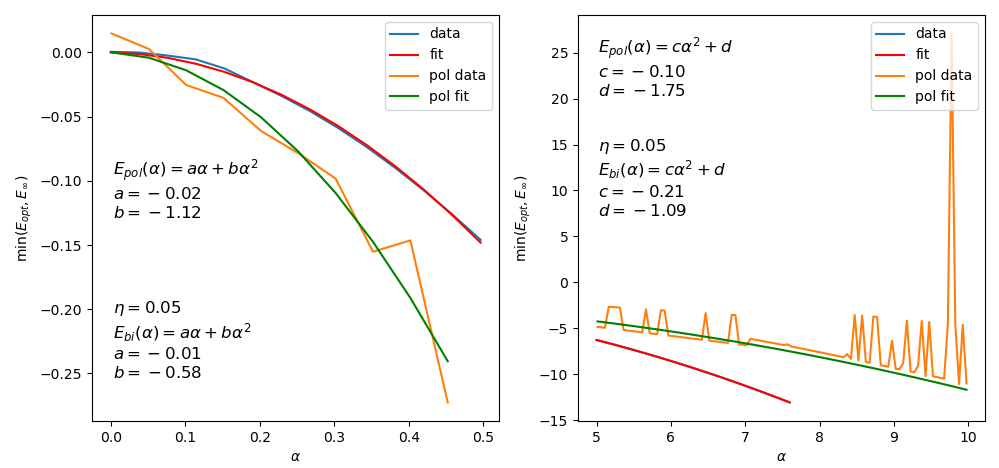 data
fit
pol data
pol fit
E_pol(α) = aα + bα²
a = −0.02
b = −1.12
η = 0.05
E_bi(α) = aα + bα²
a = −0.01
b = −0.58
0.00
−0.05
−0.10
−0.15
−0.20
−0.25
min(E_opt, E_∞)
0.0 0.1 0.2 0.3 0.4 0.5
α
data
fit
pol data
pol fit
E_pol(α) = cα² + d
c = −0.10
d = −1.75
η = 0.05
E_bi(α) = cα² + d
c = −0.21
d = −1.09
25
20
15
10
5
0
−5
−10
−15
min(E_opt, E_∞)
5 6 7 8 9 10
α